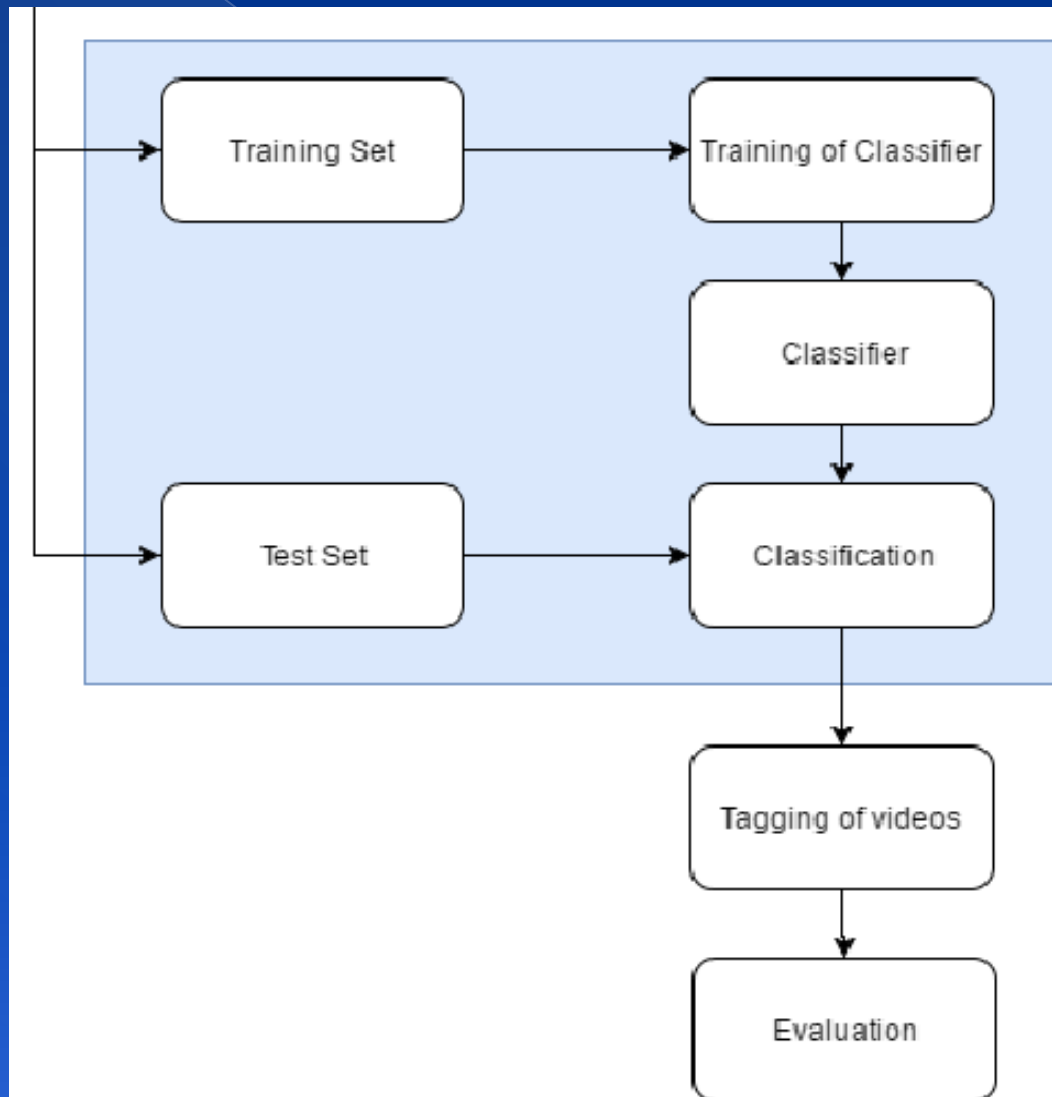 Training Set
Training of Classifier
Classifier
Test Set
Classification
Tagging of videos
Evaluation